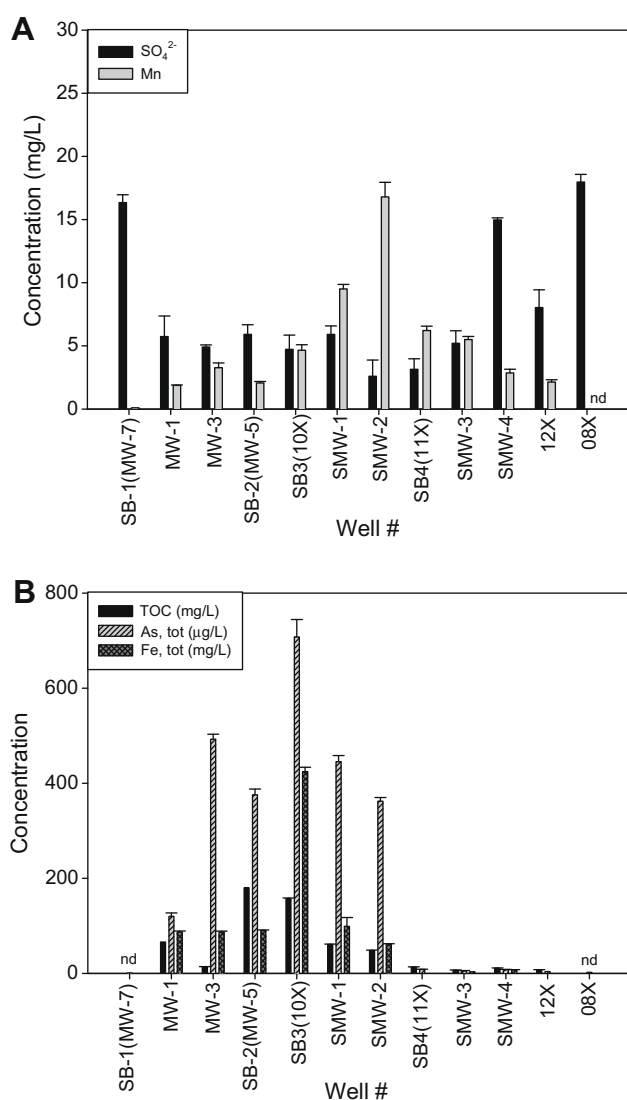 A
30
SO₄²⁻
Mn
25
20
15
10
5
0
Concentration (mg/L)
nd
SB-1(MW-7)
MW-1
MW-3
SB-2(MW-5)
SB3(10X)
SMW-1
SMW-2
SB4(11X)
SMW-3
SMW-4
12X
08X
Well #
B
800
TOC (mg/L)
As, tot (μg/L)
Fe, tot (mg/L)
600
400
200
0
Concentration
nd
nd
SB-1(MW-7)
MW-1
MW-3
SB-2(MW-5)
SB3(10X)
SMW-1
SMW-2
SB4(11X)
SMW-3
SMW-4
12X
08X
Well #